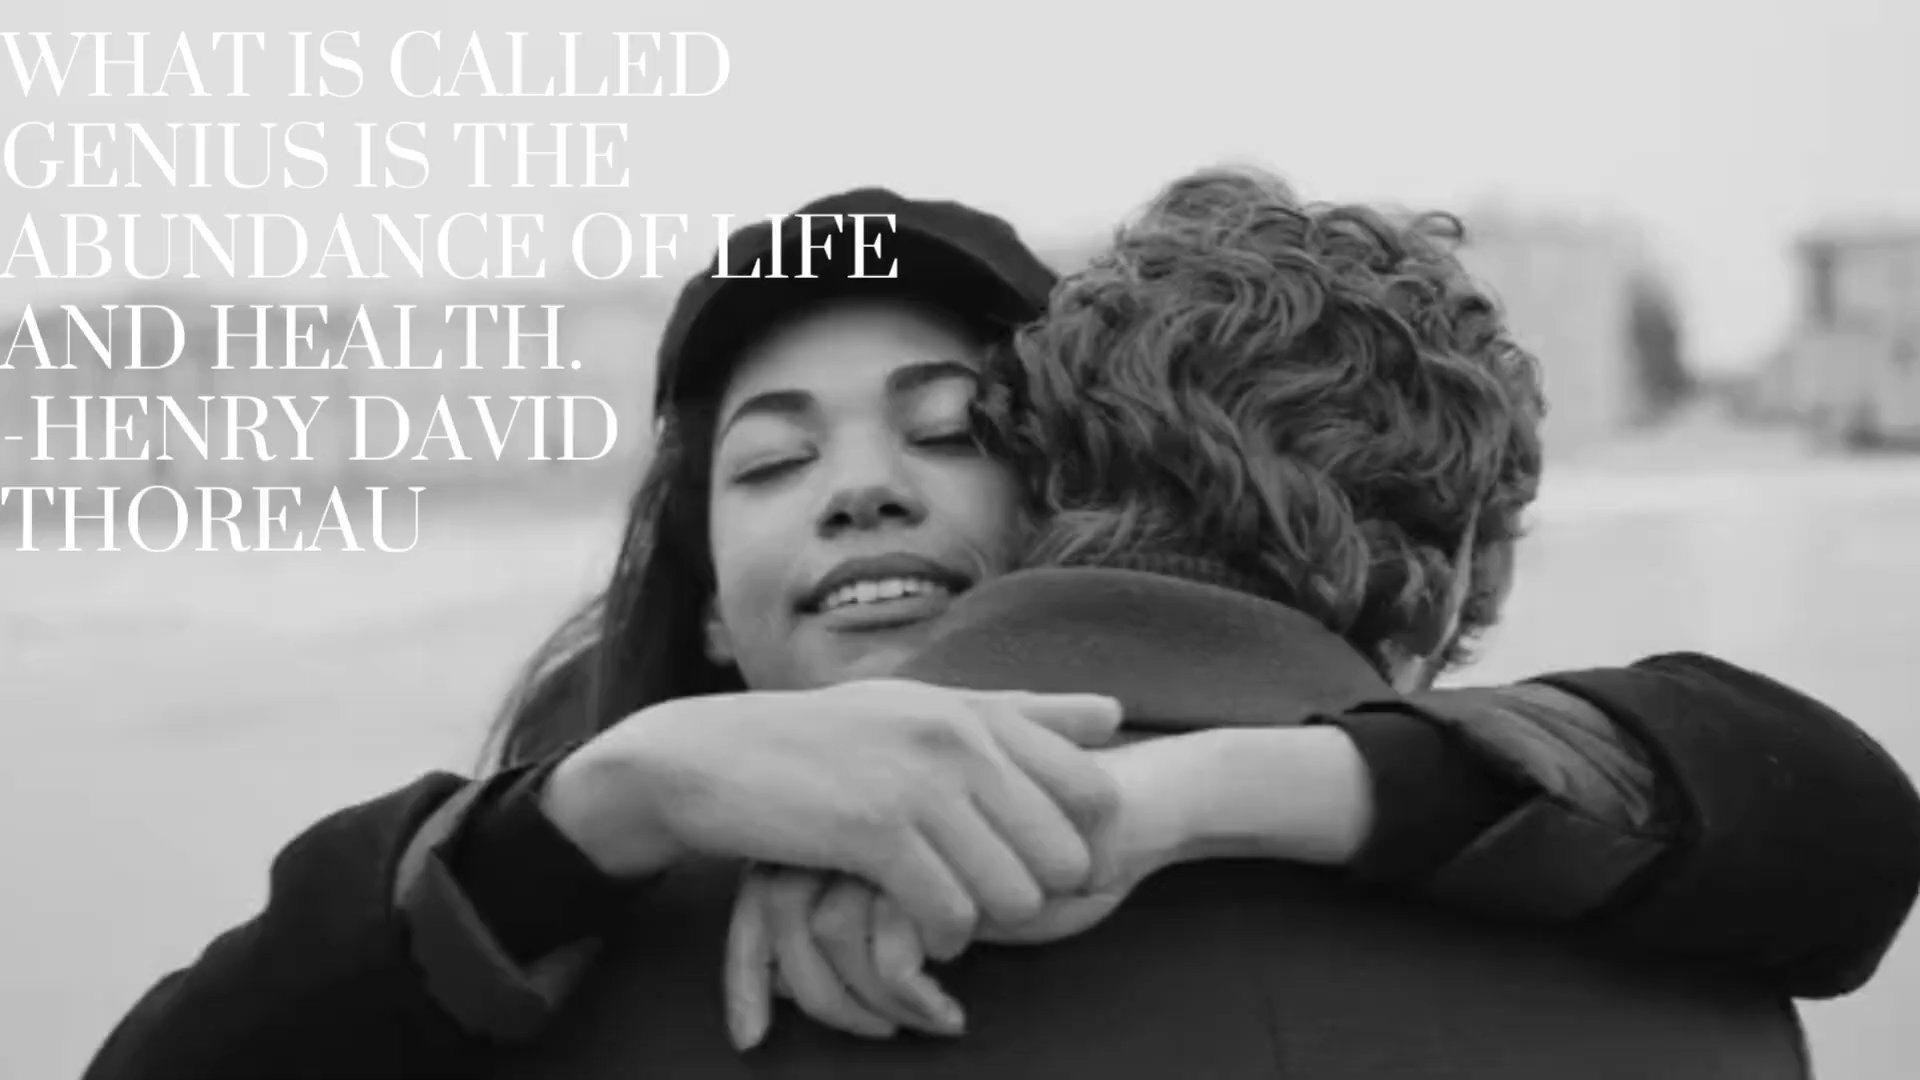 WHAT IS CALLED
GENIUS IS THE
ABUNDANCE OF LIFE
AND HEALTH.
-HENRY DAVID
THOREAU